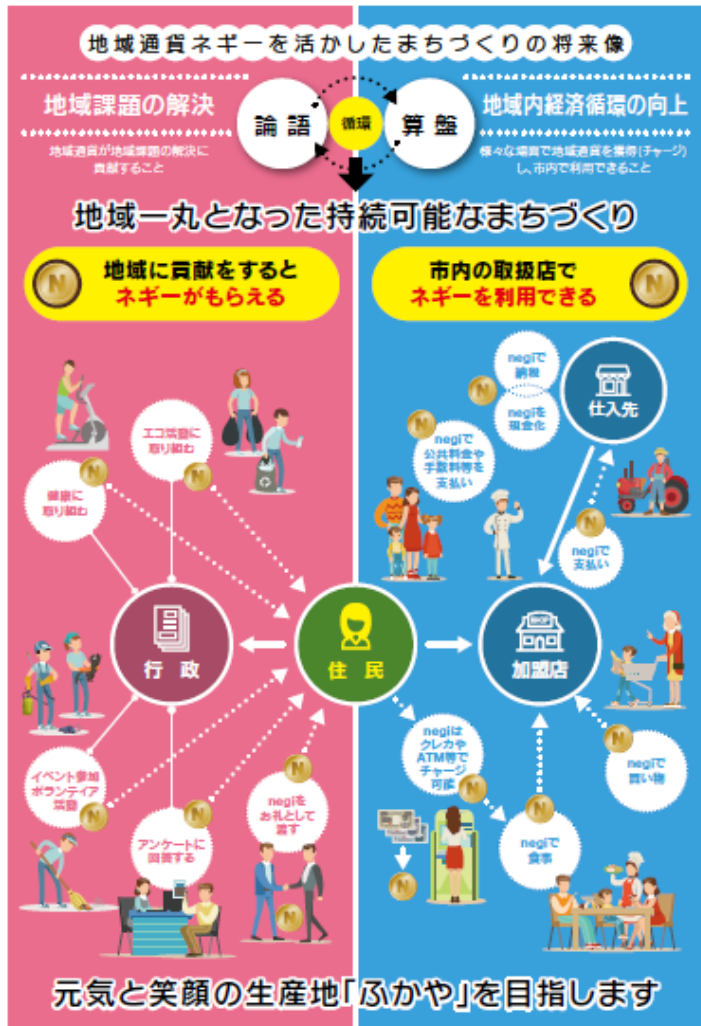 地域通貨ネギーを活かしたまちづくりの将来像
地域課題の解決
地域通貨が地域課題の解決に
貢献すること
論語
循環
算盤
地域内経済循環の向上
様々な場面で地域通貨を獲得(チャージ)
し、市内で利用できること
地域一丸となった持続可能なまちづくり
N
地域に貢献をすると
ネギーがもらえる
市内の取扱店で
ネギーを利用できる
N
エコ活動に
取り組む
N
健康に
取り組む
N
negiで
納税
negiを
現金化
N
仕入先
negiで
公共料金や
手数料等を
支払い
N
negiで
支払い
N
行政
住民
SHOP
加盟店
イベント参加
ボランティア
活動
N
アンケートに
回答する
N
negiを
お礼として
渡す
N
N
negiは
クレカや
ATM等で
チャージ
可能
N
N
negiで
食事
N
negiで
買い物
N
元気と笑顔の生産地「ふかや」を目指します